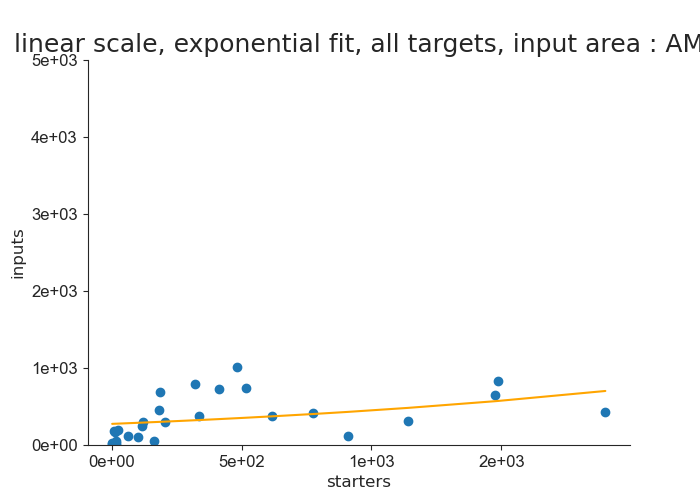 linear scale, exponential fit, all targets, input area : AM
5e+03
4e+03
3e+03
2e+03
1e+03
0e+00
inputs
0e+00 5e+02 1e+03 2e+03
starters